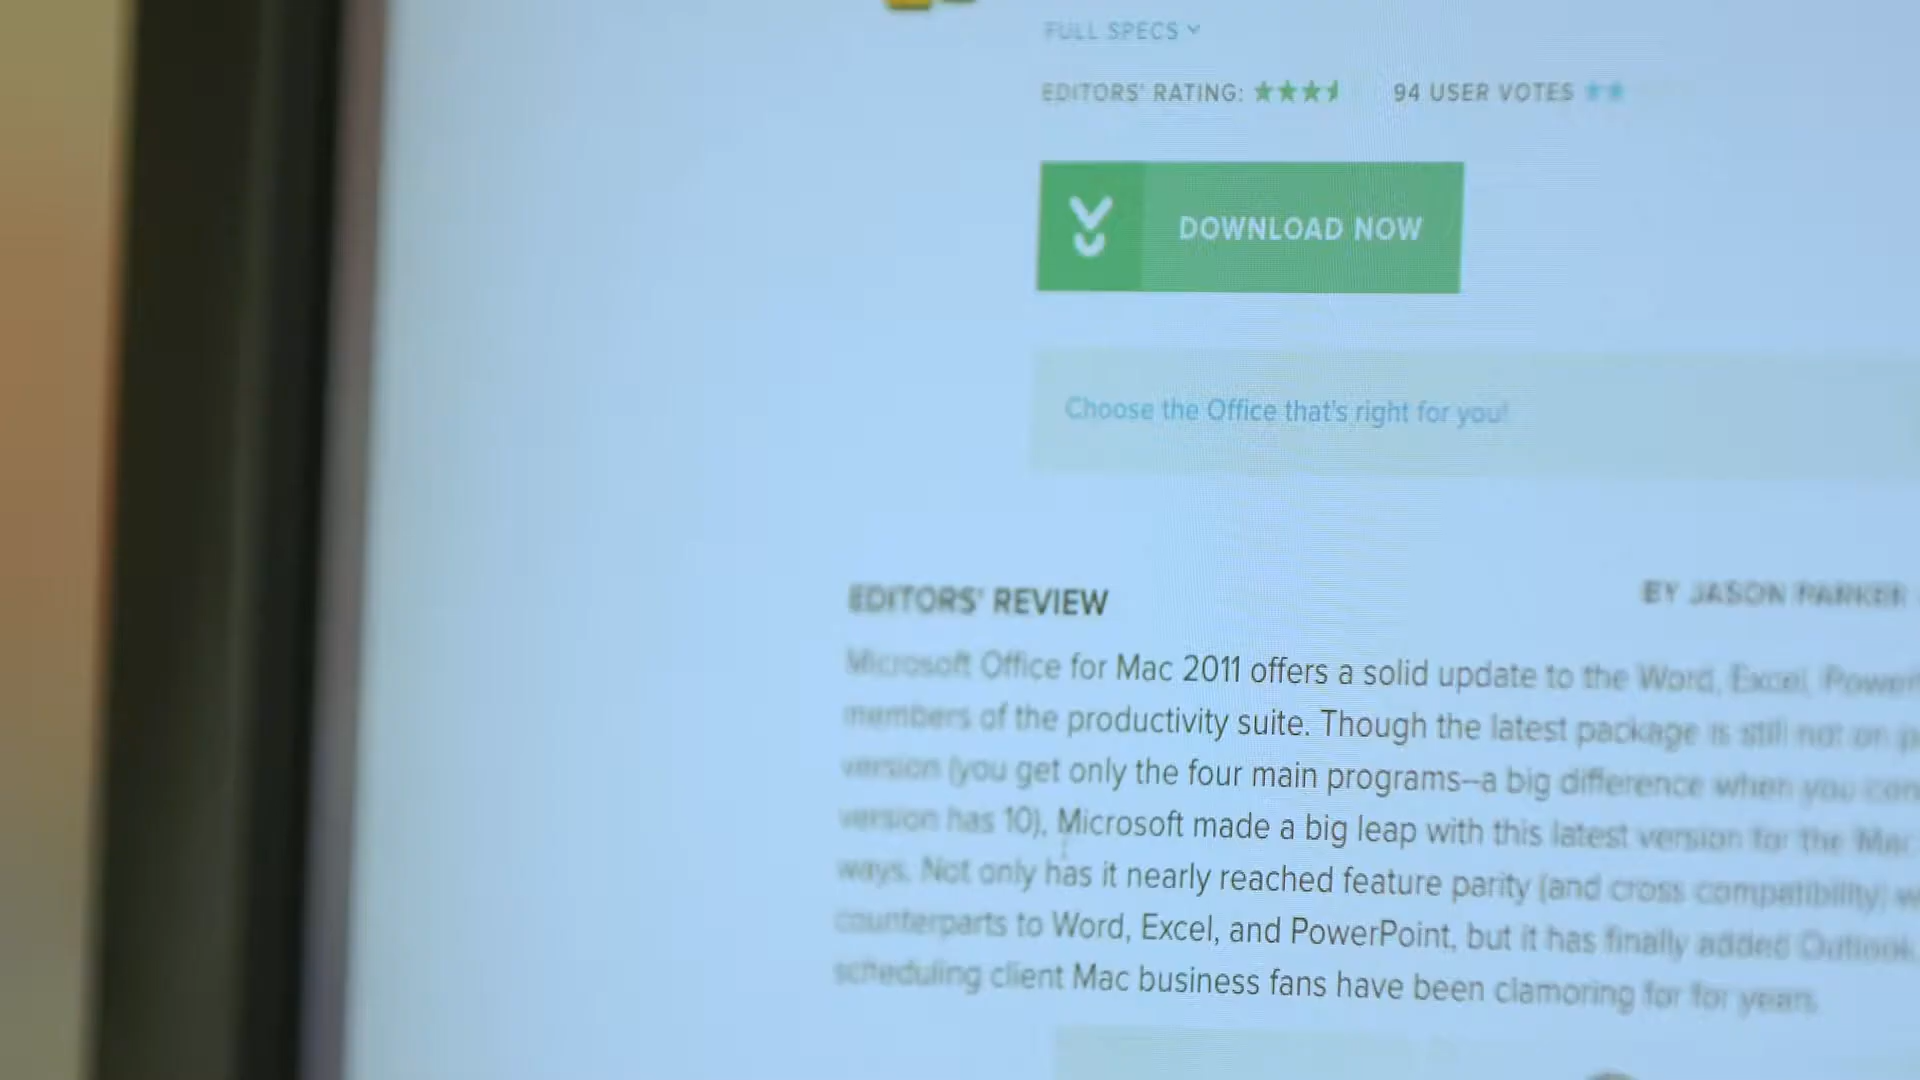 FULL SPECS
EDITORS' RATING: 94 USER VOTES
DOWNLOAD NOW
Choose the Office that's right for you!
EDITORS' REVIEW
BY JASON PARKER
Microsoft Office for Mac 2011 offers a solid update to the Word, Excel,
members of the productivity suite. Though the latest package is still not on
version (you get only the four main programs—a big difference when you
version has 10), Microsoft made a big leap with this latest version for the Mac
ways. Not only has it nearly reached feature parity (and cross compatibility)
counterparts to Word, Excel, and PowerPoint, but it has finally added Outlook,
scheduling client Mac business fans have been clamoring for for years.